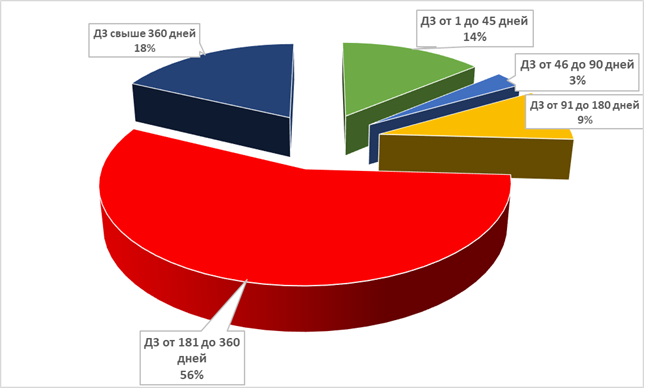 ДЗ от 1 до 45 дней
14%
ДЗ свыше 360 дней
18%
ДЗ от 46 до 90 дней
3%
ДЗ от 91 до 180 дней
9%
ДЗ от 181 до 360
дней
56%